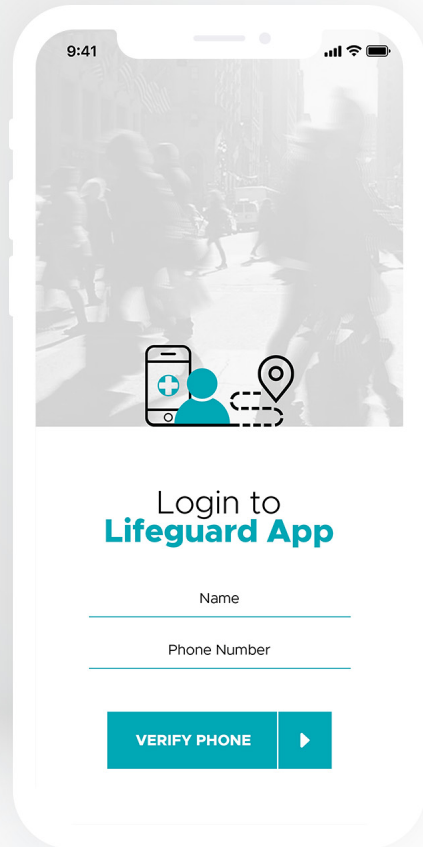 9:41
Login to
Lifeguard App
Name
Phone Number
VERIFY PHONE